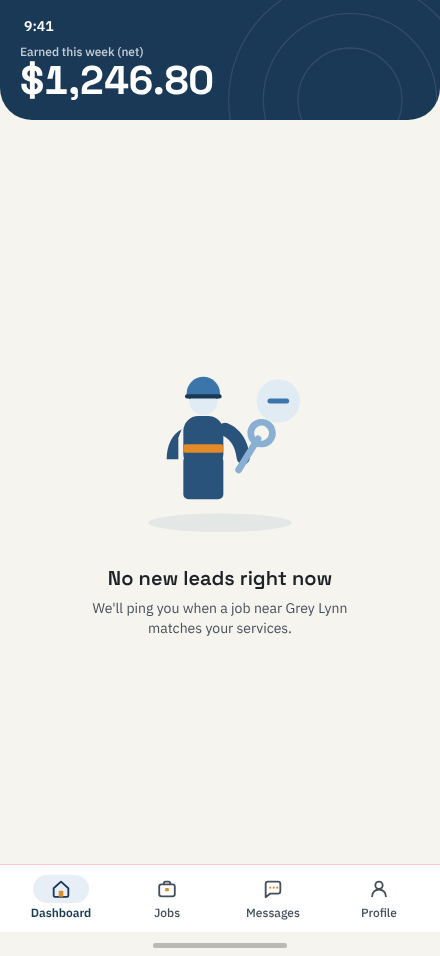 9:41
Earned this week (net)
$1,246.80
No new leads right now
We'll ping you when a job near Grey Lynn
matches your services.
Dashboard
Jobs
Messages
Profile